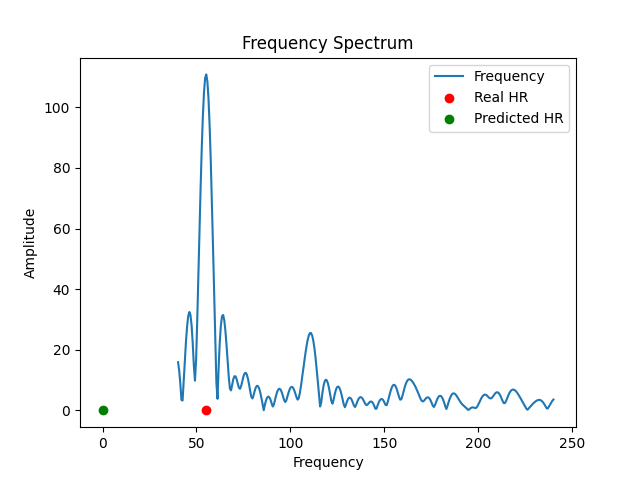 Frequency Spectrum
Frequency
Real HR
Predicted HR
100
80
60
40
20
0
Amplitude
0 50 100 150 200 250
Frequency